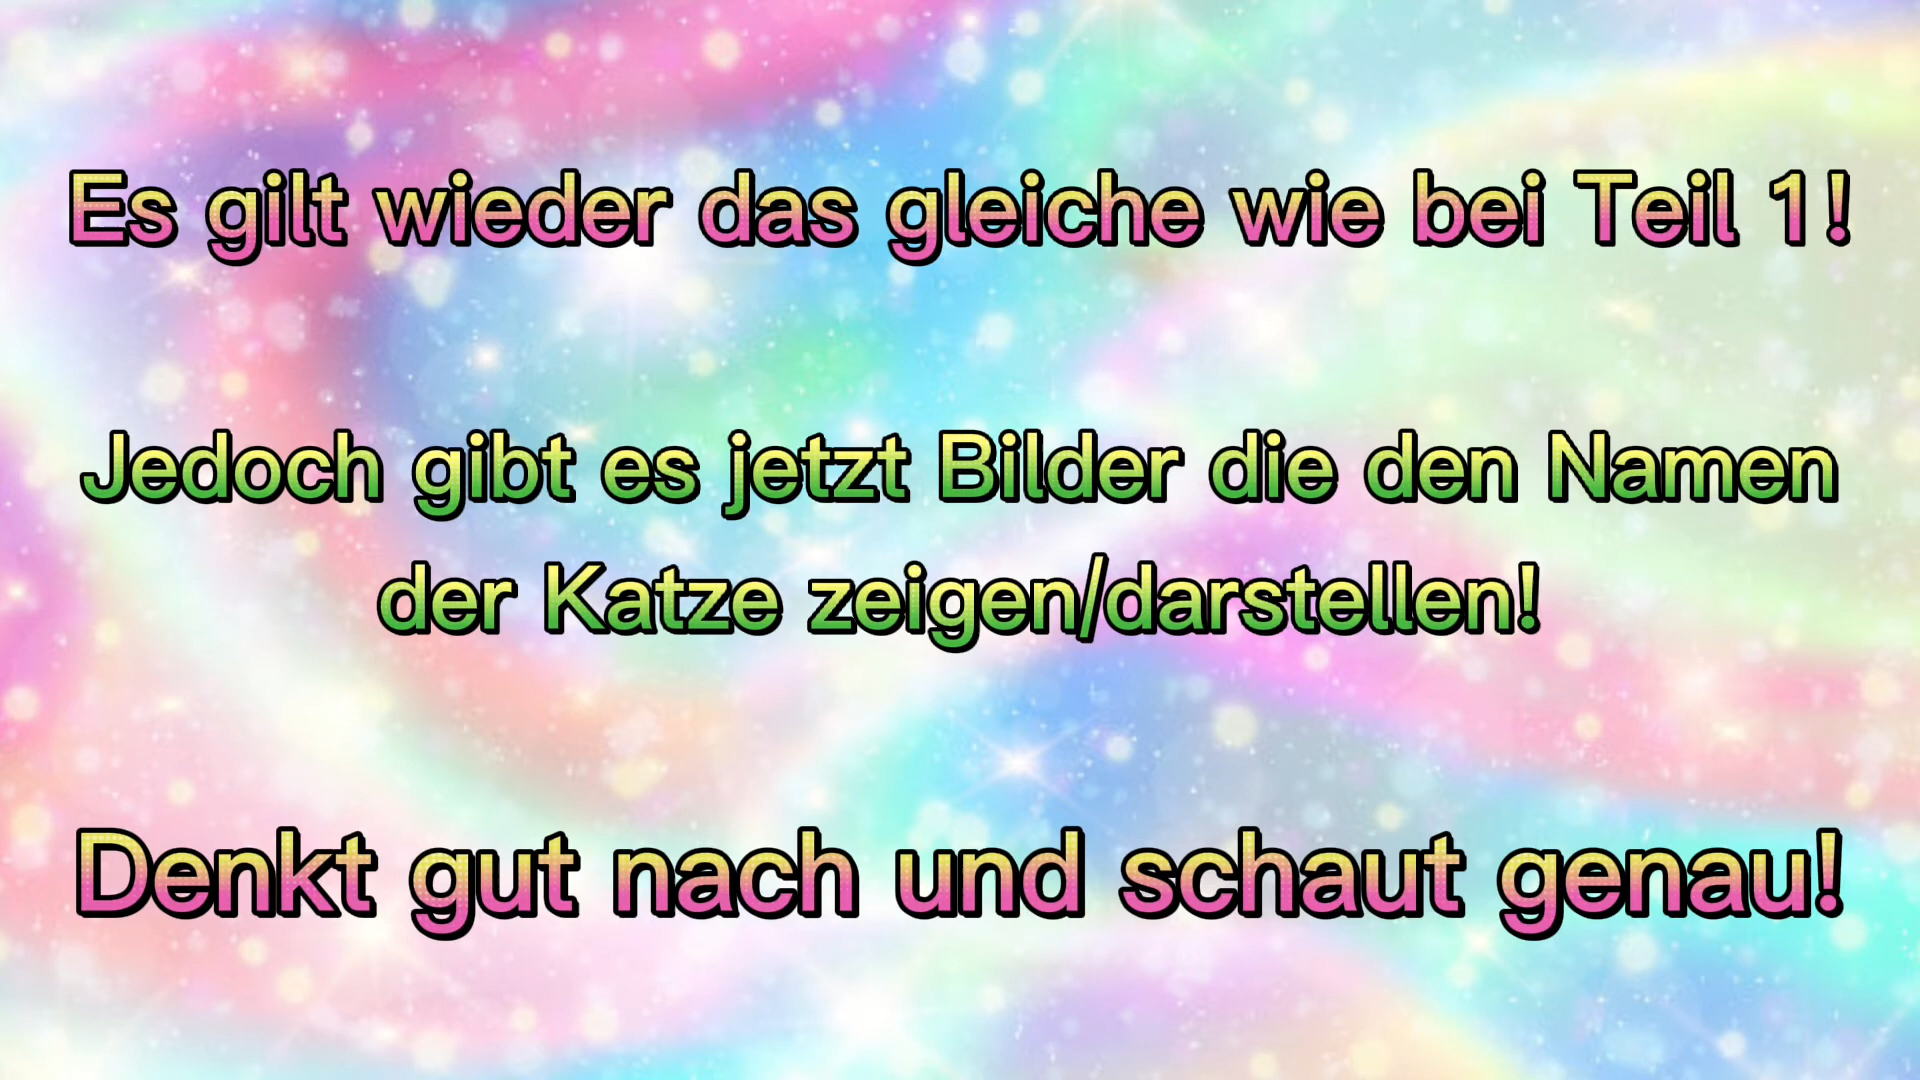 Es gilt wieder das gleiche wie bei Teil 1!
Jedoch gibt es jetzt Bilder die den Namen
der Katze zeigen/darstellen!
Denkt gut nach und schaut genau!